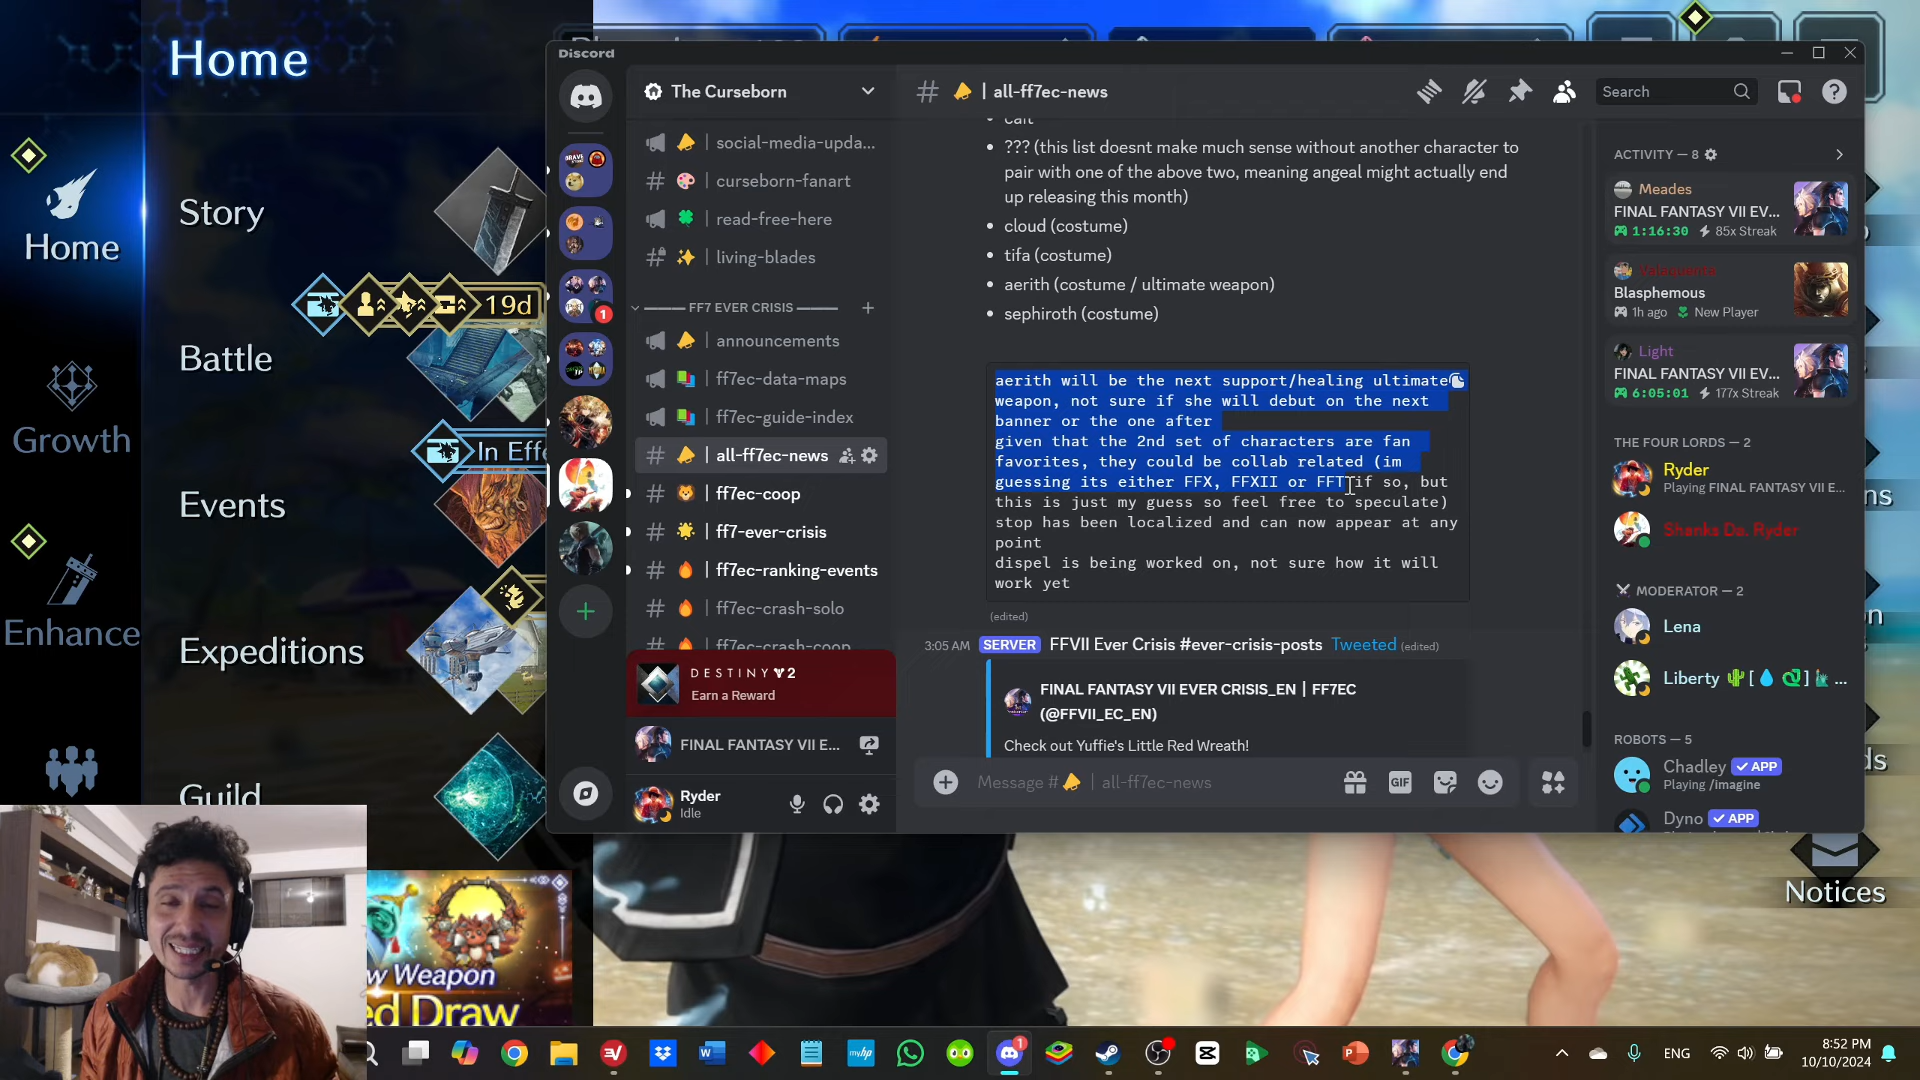 Home
Home
Story
19d
Battle
Growth
In Effe
Events
Enhance
Expeditions
Guild
w Weapon
ed Draw
Notices
Discord
The Curseborn
social-media-upda...
curseborn-fanart
read-free-here
living-blades
FF7 EVER CRISIS
announcements
ff7ec-data-maps
ff7ec-guide-index
all-ff7ec-news
ff7ec-coop
ff7-ever-crisis
ff7ec-ranking-events
ff7ec-crash-solo
ff7ec-crash-coop
DESTINY 2
Earn a Reward
FINAL FANTASY VII E...
Ryder
Idle
1
# | all-ff7ec-news
Search
• cait
• ??? (this list doesnt make much sense without another character to
pair with one of the above two, meaning angeal might actually end
up releasing this month)
• cloud (costume)
• tifa (costume)
• aerith (costume / ultimate weapon)
• sephiroth (costume)
aerith will be the next support/healing ultimate
weapon, not sure if she will debut on the next
banner or the one after
given that the 2nd set of characters are fan
favorites, they could be collab related (im
guessing its either FFX, FFXII or FFT if so, but
this is just my guess so feel free to speculate)
stop has been localized and can now appear at any
point
dispel is being worked on, not sure how it will
work yet
(edited)
3:05 AM SERVER FFVII Ever Crisis #ever-crisis-posts Tweeted (edited)
FINAL FANTASY VII EVER CRISIS_EN | FF7EC
(@FFVII_EC_EN)
Check out Yuffie's Little Red Wreath!
Message # | all-ff7ec-news
GIF
ACTIVITY — 8
Meades
FINAL FANTASY VII EV...
1:16:30 85x Streak
Blasphemous
1h ago New Player
Light
FINAL FANTASY VII EV...
6:05:01 177x Streak
THE FOUR LORDS — 2
Ryder
Playing FINAL FANTASY VII E...
Shanks Do. Ryder
MODERATOR — 2
Lena
Liberty [ ] ...
ROBOTS — 5
Chadley ✓ APP
Playing /imagine
Dyno ✓ APP
1
ENG
8:52 PM
10/10/2024